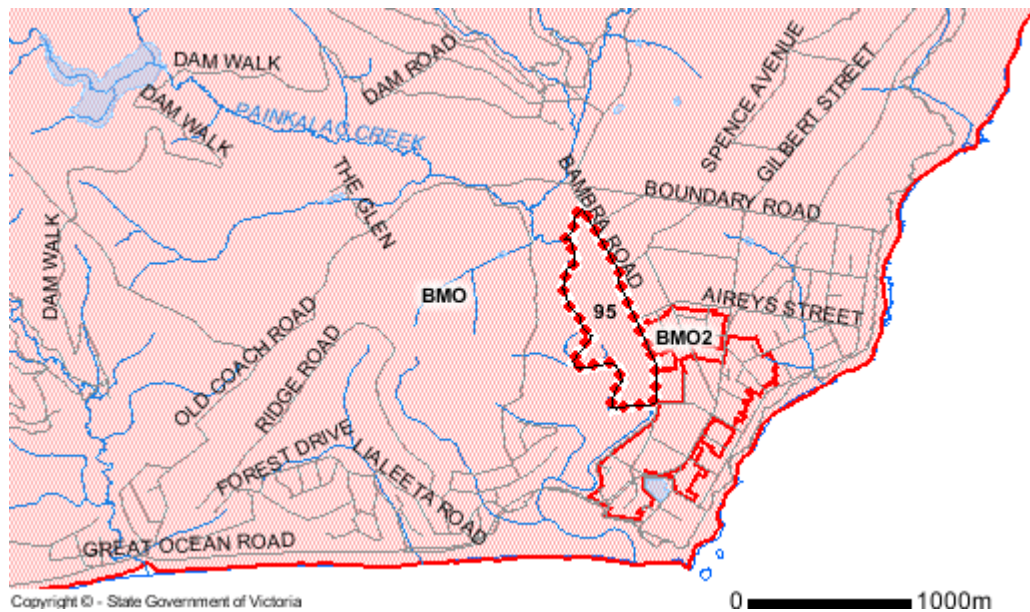 DAM WALK
DAM ROAD
SPENCE AVENUE
GILBERT STREET
DAM WALK
PAINKALAC CREEK
THE GLEN
BAMBRA ROAD
BOUNDARY ROAD
DAM WALK
BMO
95
AIREYS STREET
BMO2
OLD COACH ROAD
RIDGE ROAD
FOREST DRIVE
LIALEETA ROAD
GREAT OCEAN ROAD
Copyright © - State Government of Victoria
0 1000m